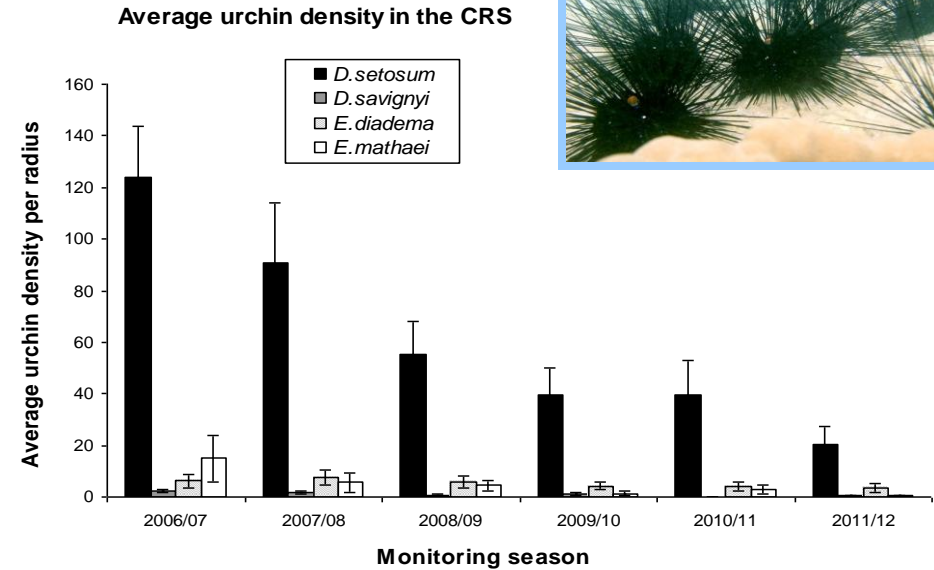 Average urchin density in the CRS
D.setosum
D.savignyi
E.diadema
E.mathaei
Average urchin density per radius
160
140
120
100
80
60
40
20
0
2006/07 2007/08 2008/09 2009/10 2010/11 2011/12
Monitoring season